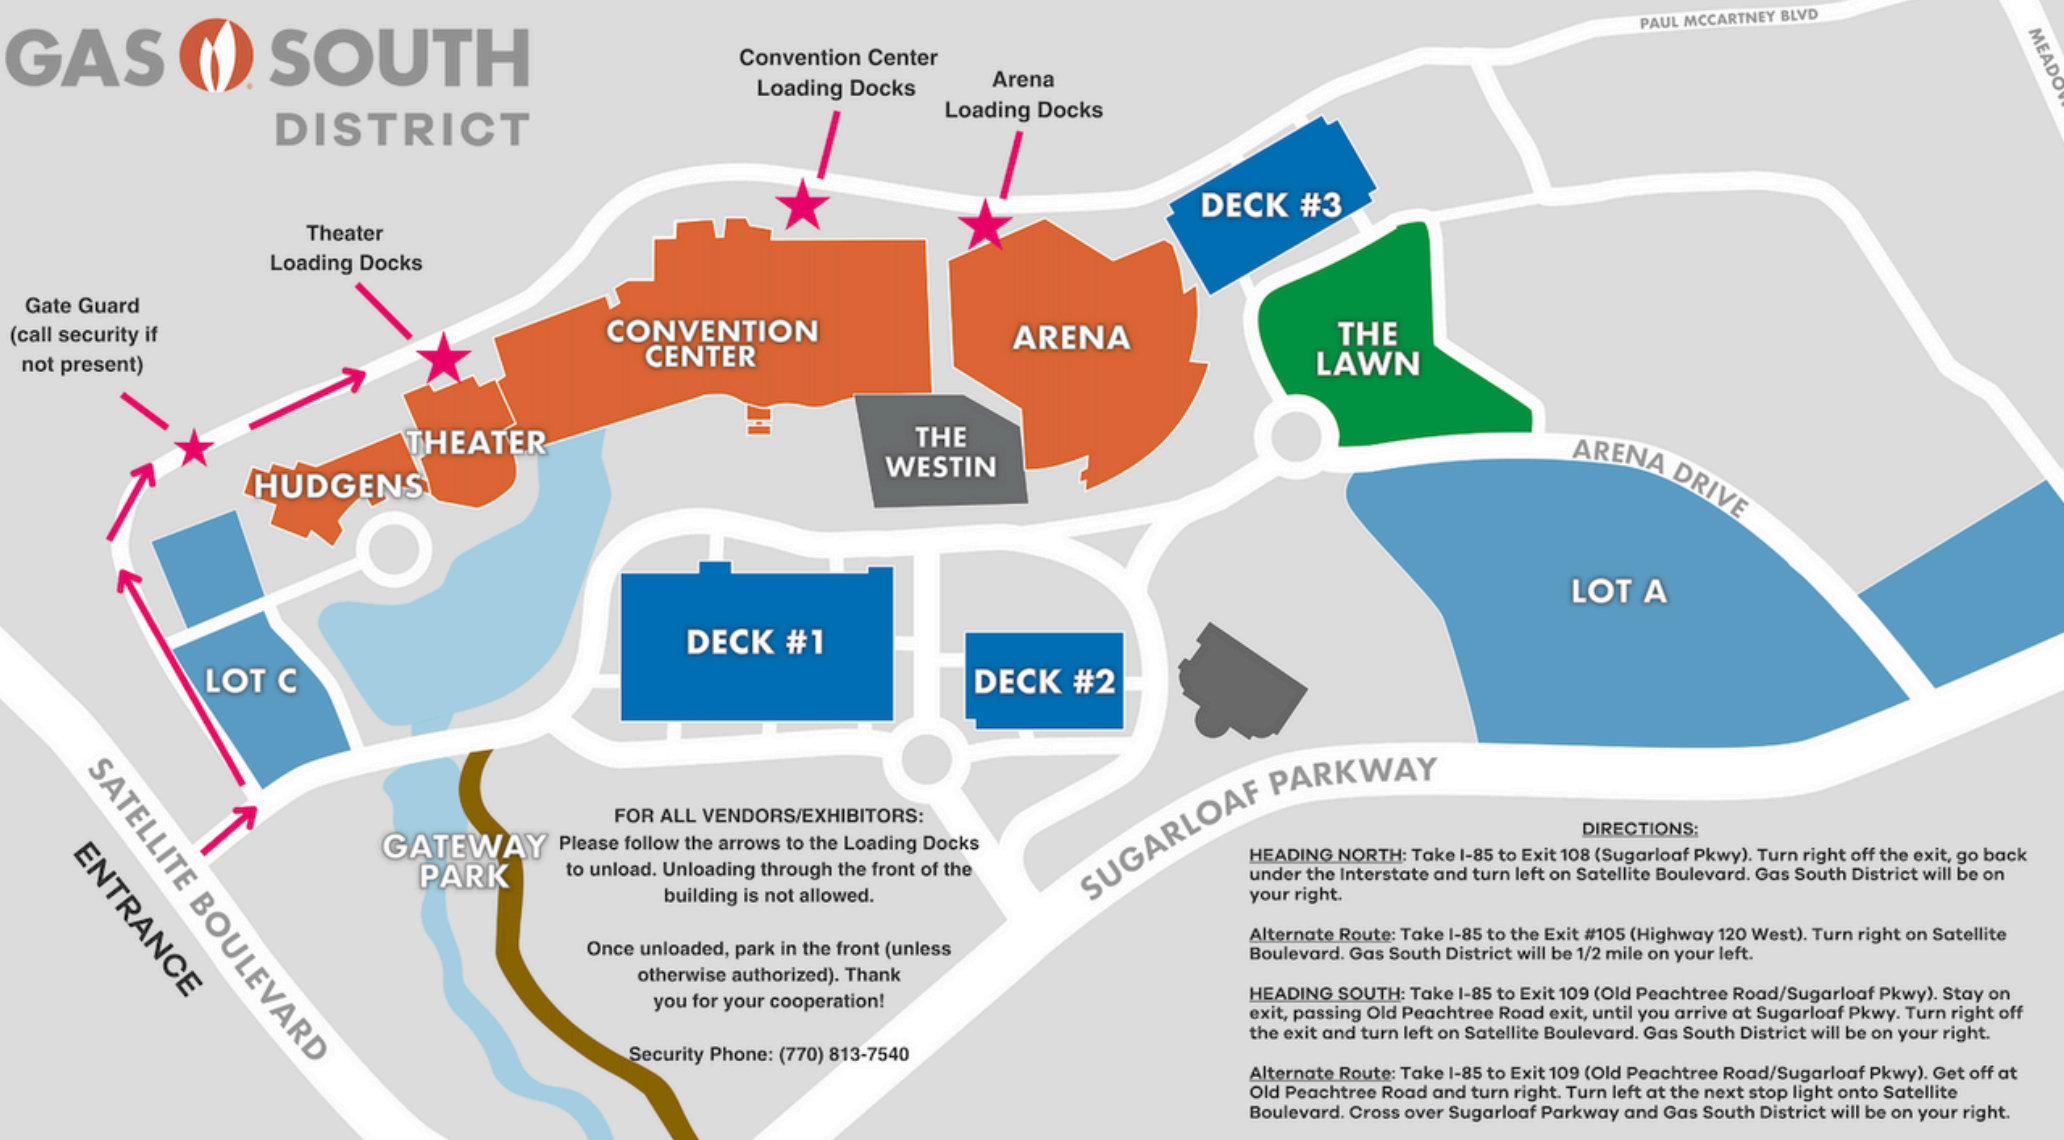 GAS SOUTH
DISTRICT
PAUL MCCARTNEY BLVD
Convention Center
Loading Docks
Arena
Loading Docks
Theater
Loading Docks
Gate Guard
(call security if
not present)
DECK #3
CONVENTION
CENTER
ARENA
THE
LAWN
THEATER
HUDGENS
THE
WESTIN
ARENA DRIVE
LOT A
DECK #1
DECK #2
LOT C
SATELLITE BOULEVARD
ENTRANCE
GATEWAY
PARK
SUGARLOAF PARKWAY
FOR ALL VENDORS/EXHIBITORS:
Please follow the arrows to the Loading Docks
to unload. Unloading through the front of the
building is not allowed.
Once unloaded, park in the front (unless
otherwise authorized). Thank
you for your cooperation!
Security Phone: (770) 813-7540
DIRECTIONS:
HEADING NORTH: Take I-85 to Exit 108 (Sugarloaf Pkwy). Turn right off the exit, go back
under the Interstate and turn left on Satellite Boulevard. Gas South District will be on
your right.
Alternate Route: Take I-85 to the Exit #105 (Highway 120 West). Turn right on Satellite
Boulevard. Gas South District will be 1/2 mile on your left.
HEADING SOUTH: Take I-85 to Exit 109 (Old Peachtree Road/Sugarloaf Pkwy). Stay on
exit, passing Old Peachtree Road exit, until you arrive at Sugarloaf Pkwy. Turn right off
the exit and turn left on Satellite Boulevard. Gas South District will be on your right.
Alternate Route: Take I-85 to Exit 109 (Old Peachtree Road/Sugarloaf Pkwy). Get off at
Old Peachtree Road and turn right. Turn left at the next stop light onto Satellite
Boulevard. Cross over Sugarloaf Parkway and Gas South District will be on your right.